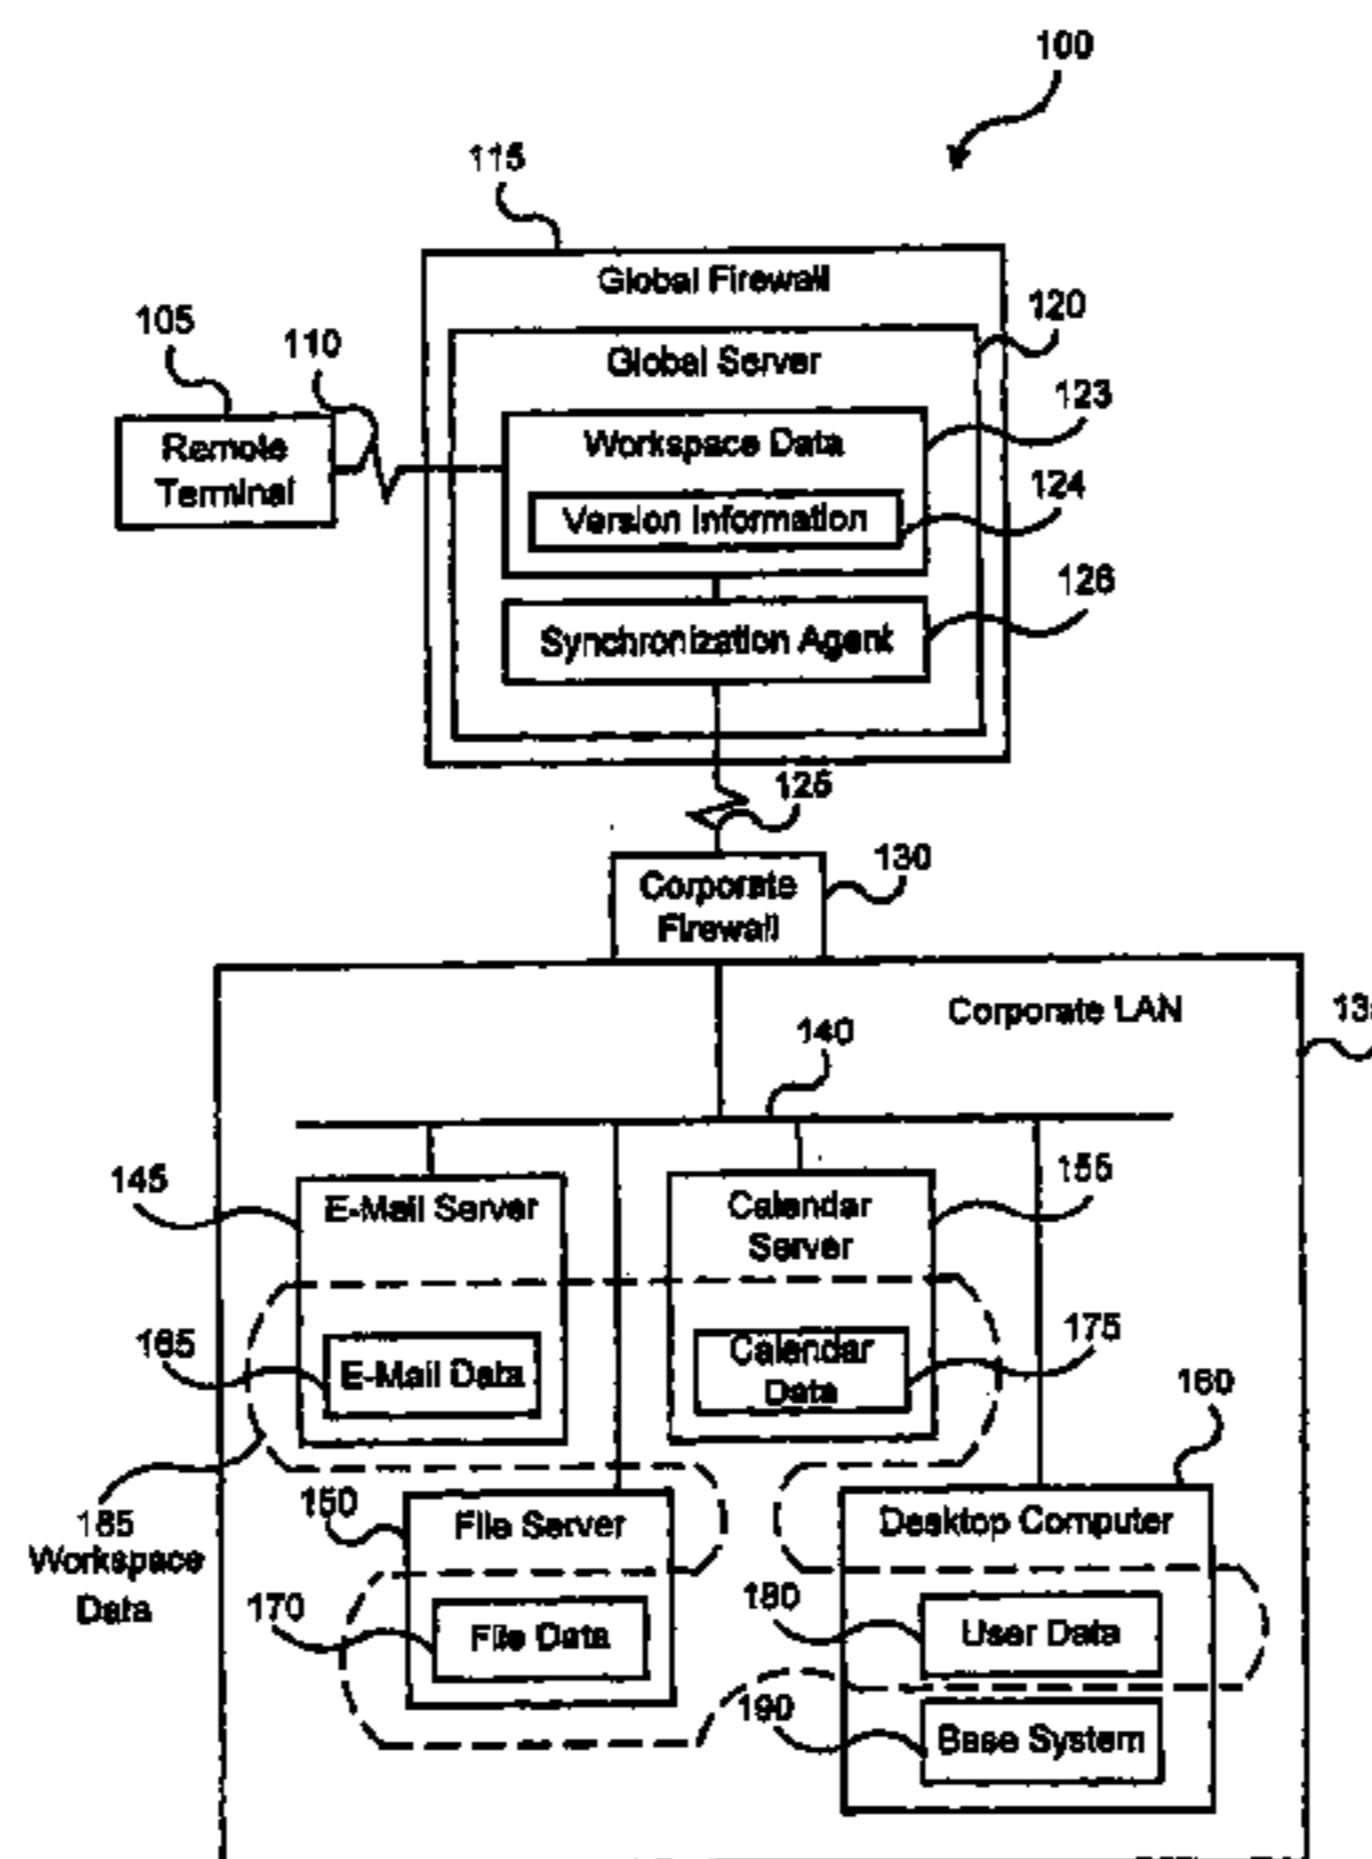 100
115
Global Firewall
105
110
120
Global Server
123
Remote
Terminal
Workspace Data
124
Version Information
126
Synchronization Agent
125
130
Corporate
Firewall
Corporate LAN
140
145
155
E-Mail Server
Calendar
Server
165
175
E-Mail Data
Calendar
Data
160
185
Workspace
Data
150
File Server
Desktop Computer
170
File Data
180
User Data
190
Base System